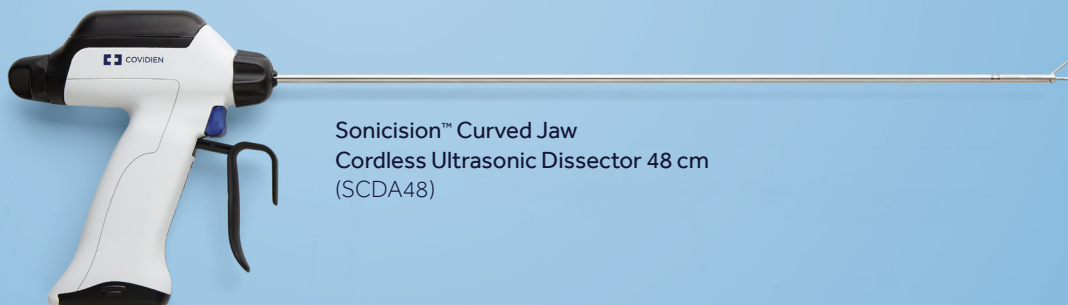 COVIDIEN
Sonicision™ Curved Jaw
Cordless Ultrasonic Dissector 48 cm
(SCDA48)